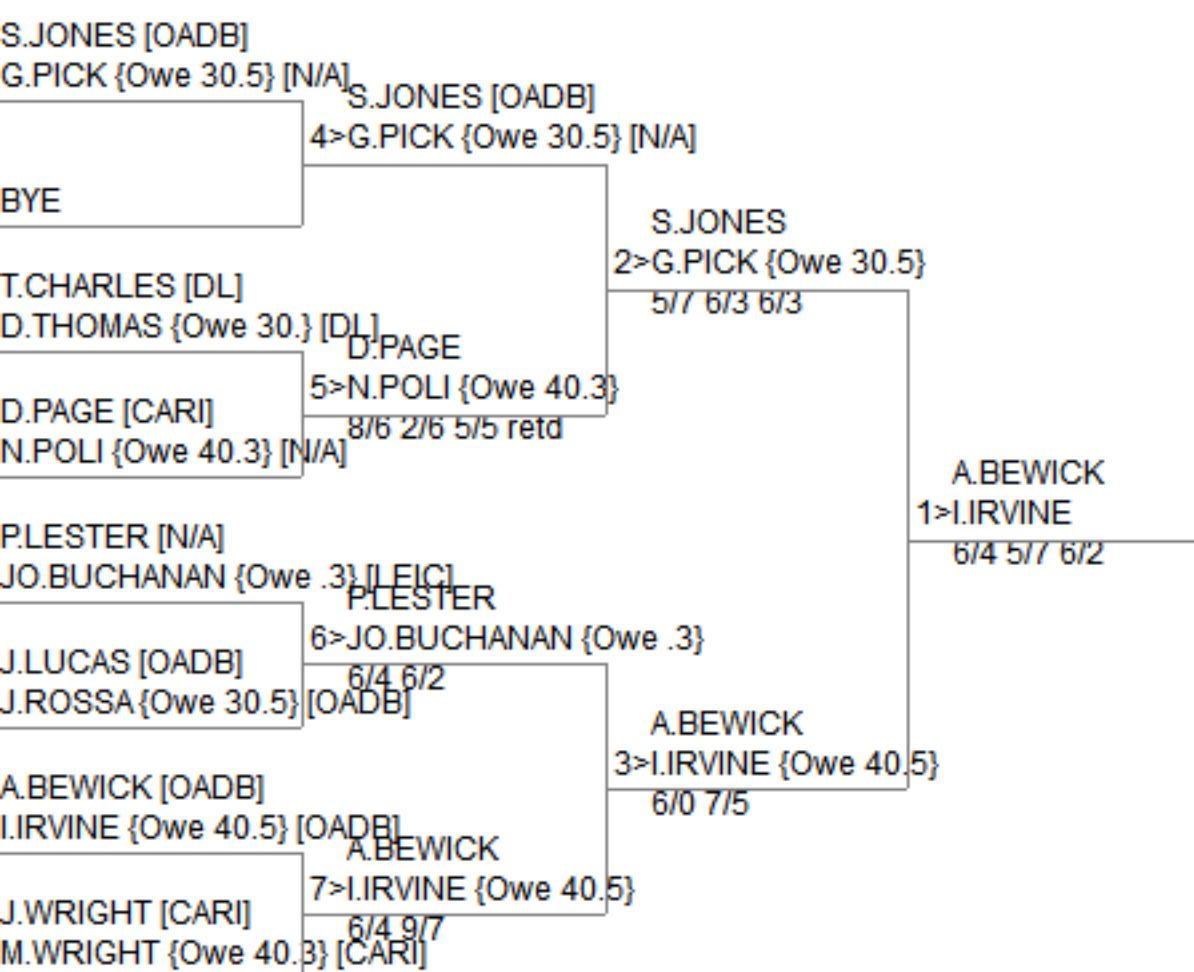 S.JONES [OADB]
G.PICK {Owe 30.5} [N/A]
BYE
T.CHARLES [DL]
D.THOMAS {Owe 30.} [DL]
D.PAGE [CARI]
N.POLI {Owe 40.3} [N/A]
P.LESTER [N/A]
JO.BUCHANAN {Owe .3} [LEIC]
J.LUCAS [OADB]
J.ROSSA {Owe 30.5} [OADB]
A.BEWICK [OADB]
I.IRVINE {Owe 40.5} [OADB]
J.WRIGHT [CARI]
M.WRIGHT {Owe 40.3} [CARI]
S.JONES [OADB]
4>G.PICK {Owe 30.5} [N/A]
D.PAGE
5>N.POLI {Owe 40.3}
8/6 2/6 5/5 retd
P.LESTER
6>JO.BUCHANAN {Owe .3}
6/4 6/2
A.BEWICK
7>I.IRVINE {Owe 40.5}
6/4 9/7
S.JONES
2>G.PICK {Owe 30.5}
5/7 6/3 6/3
A.BEWICK
3>I.IRVINE {Owe 40.5}
6/0 7/5
A.BEWICK
1>I.IRVINE
6/4 5/7 6/2